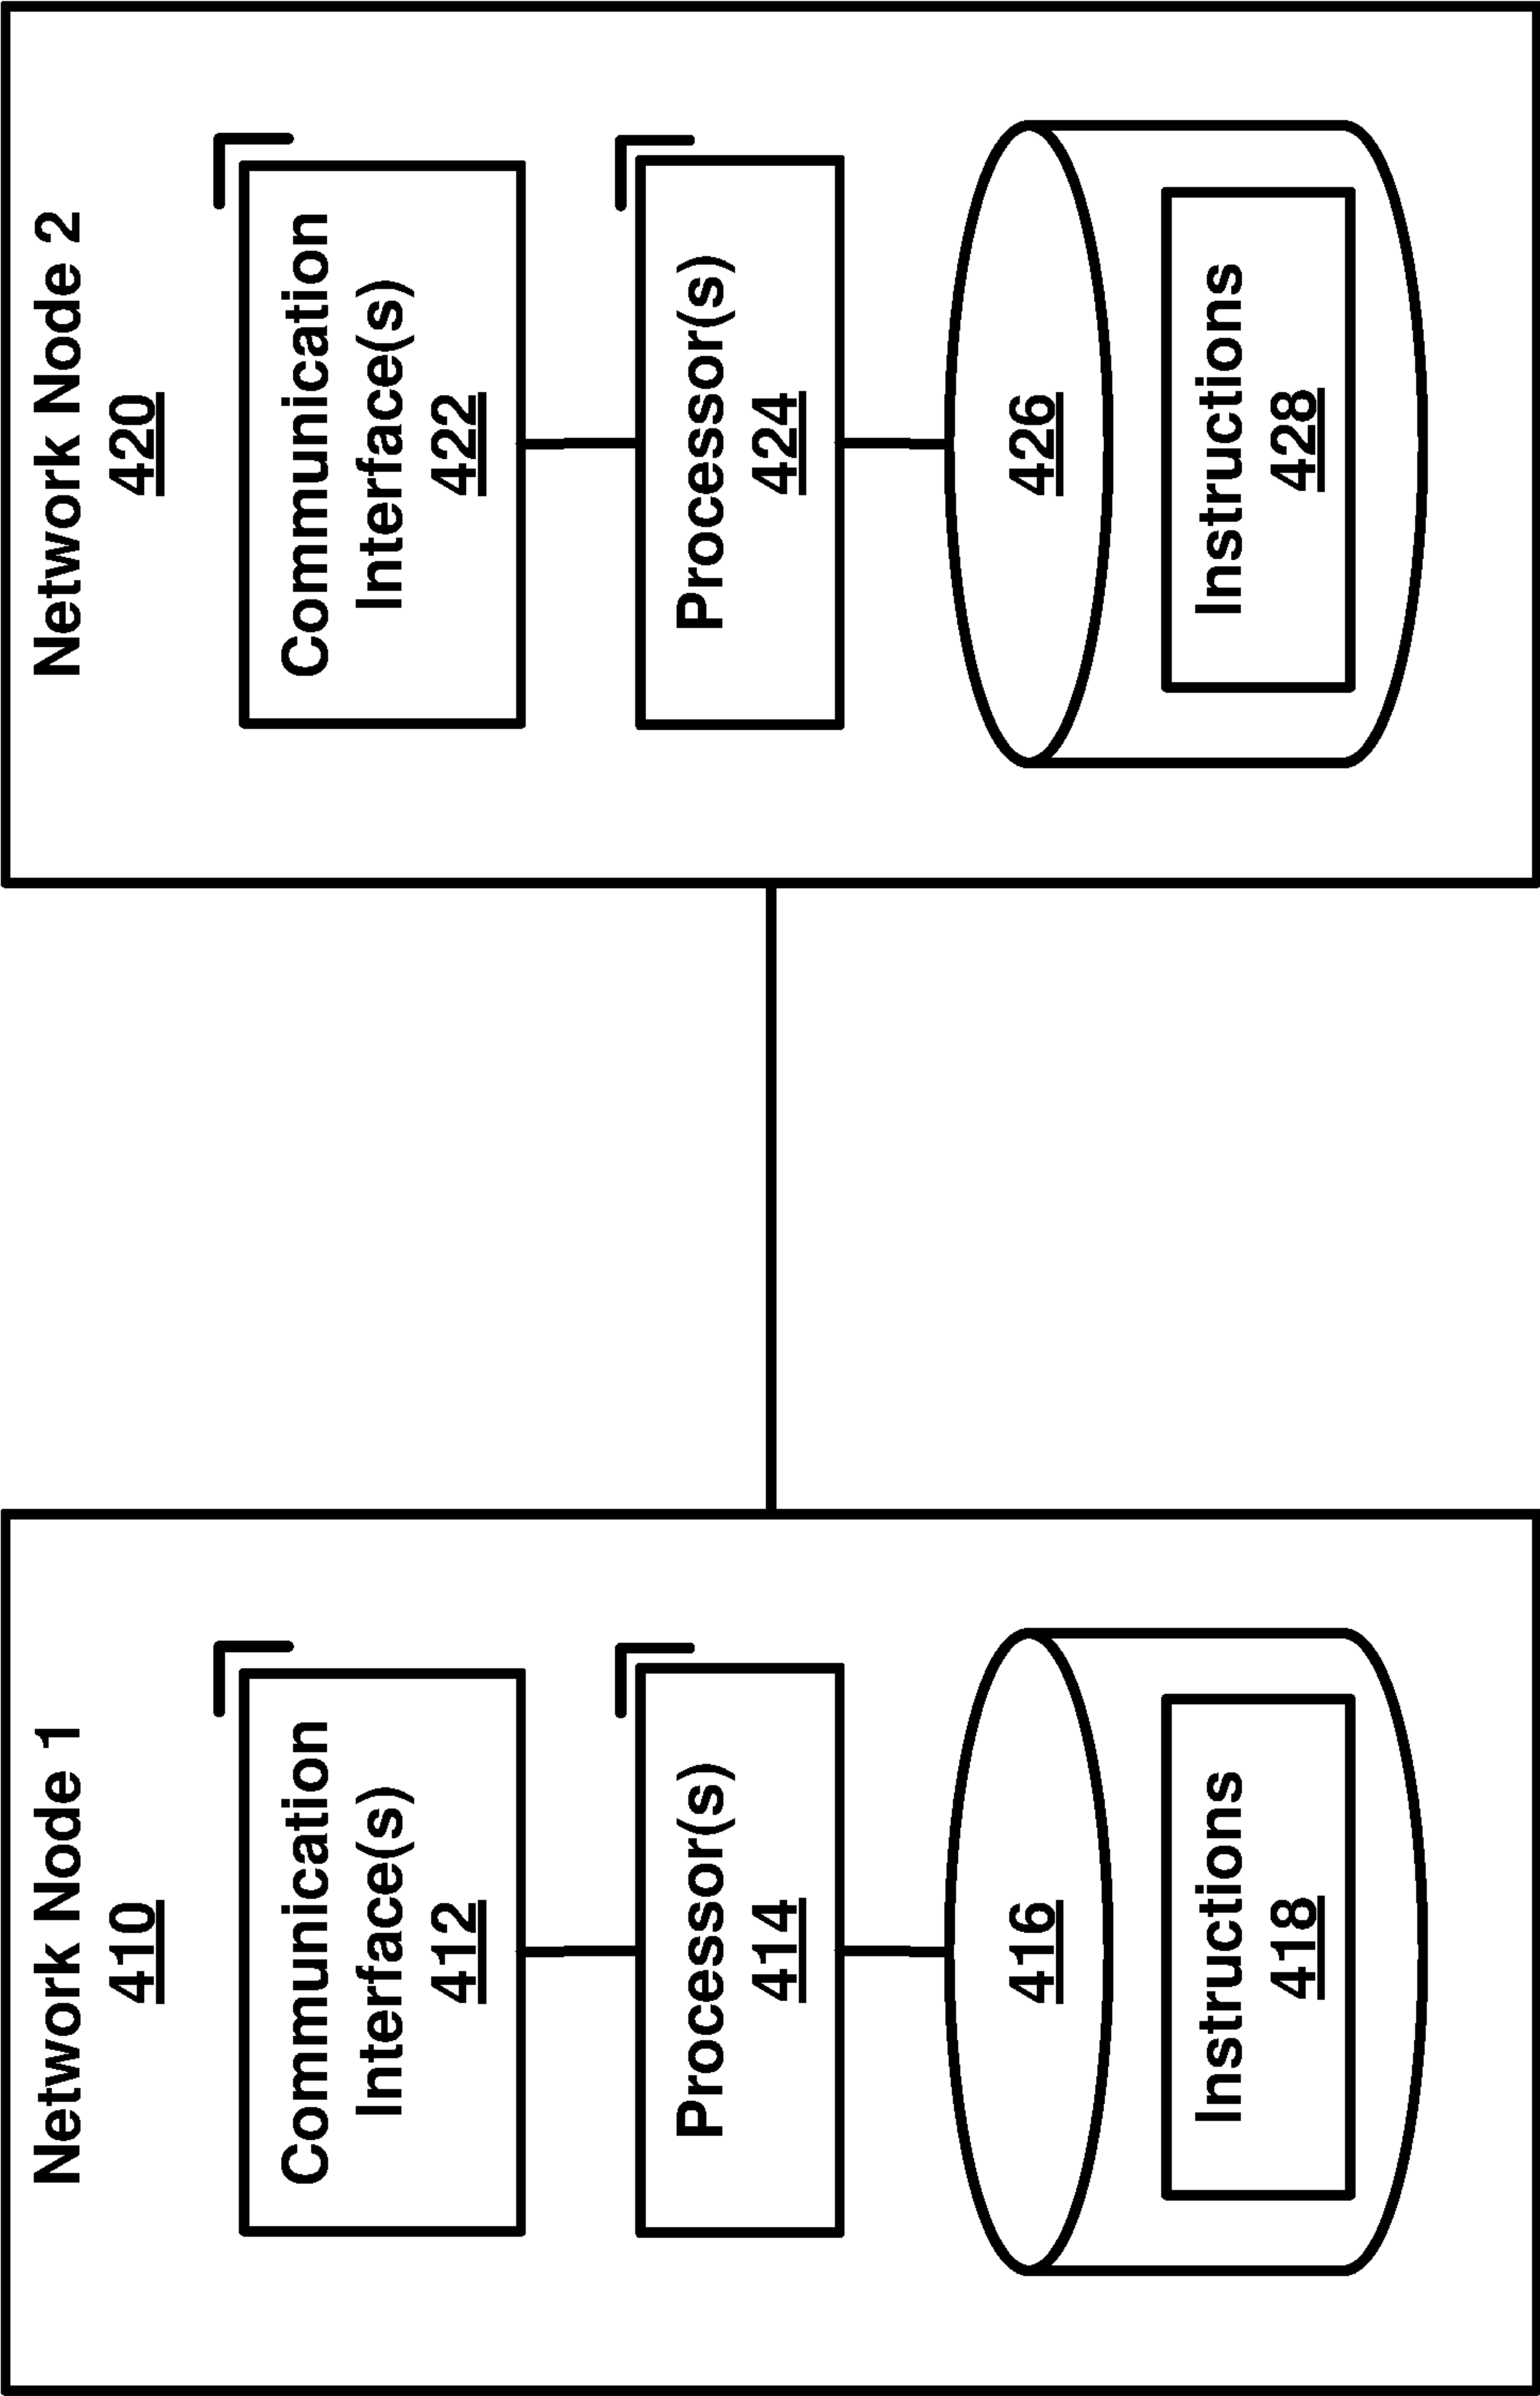 Network Node 1
410
Communication
Interface(s)
412
Processor(s)
414
416
Instructions
418
Network Node 2
420
Communication
Interface(s)
422
Processor(s)
424
426
Instructions
428